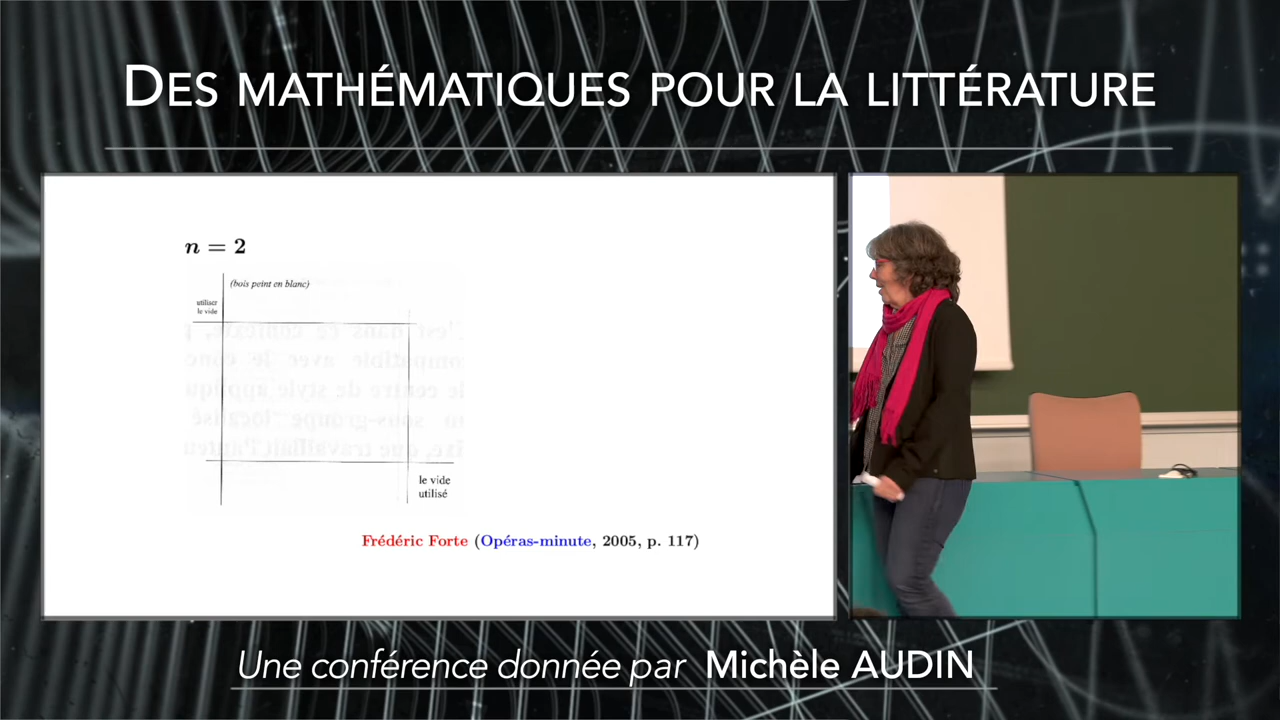 DES MATHÉMATIQUES POUR LA LITTÉRATURE
n = 2
(bois peint en blanc)
utiliser
le vide
le vide
utilisé
Frédéric Forte (Opéras-minute, 2005, p. 117)
Une conférence donnée par Michèle AUDIN